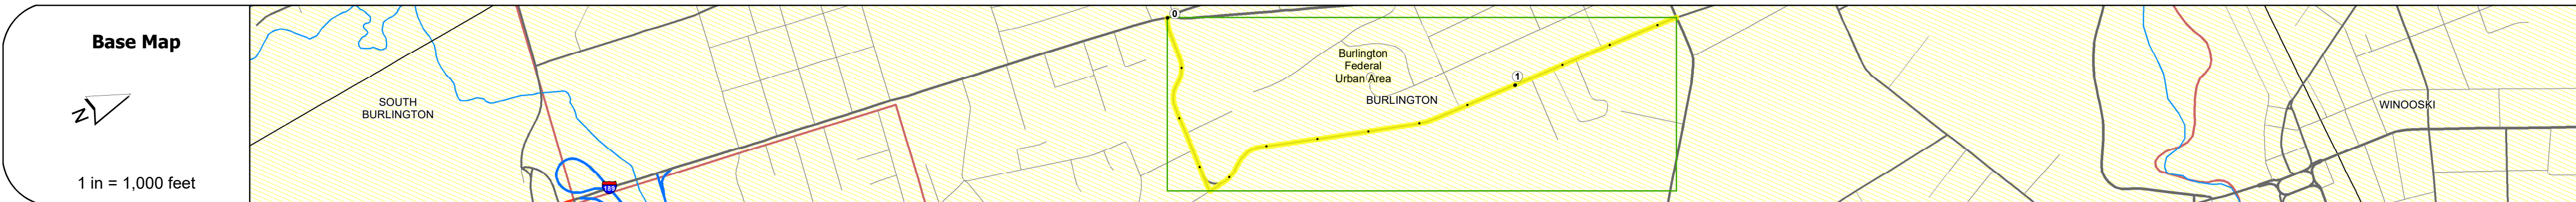 Base Map
N
1 in = 1,000 feet
SOUTH
BURLINGTON
189
0
Burlington
Federal
Urban Area
BURLINGTON
1
WINOOSKI